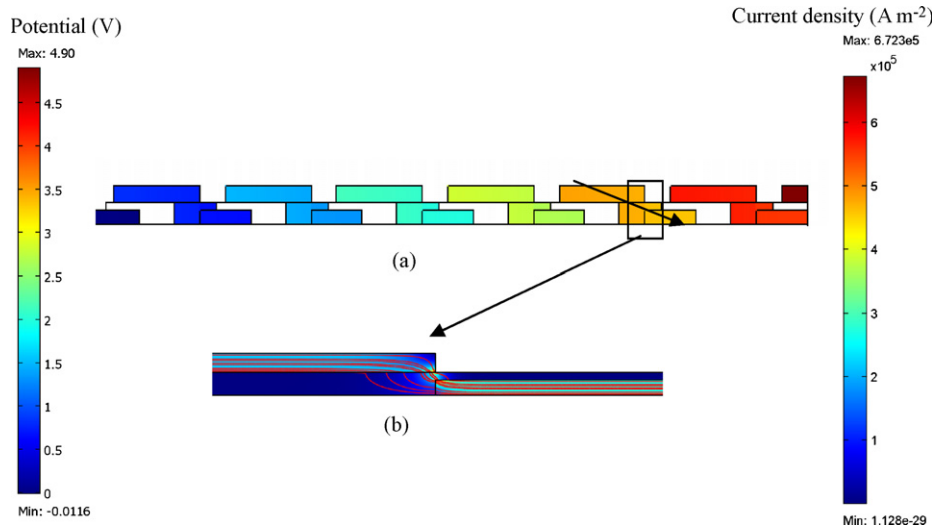 Potential (V)
Max: 4.90
4.5
4
3.5
3
2.5
2
1.5
1
0.5
0
Min: -0.0116
(a)
(b)
Current density (A m-2)
Max: 6.723e5
×10⁵
6
5
4
3
2
1
Min: 1.128e-29